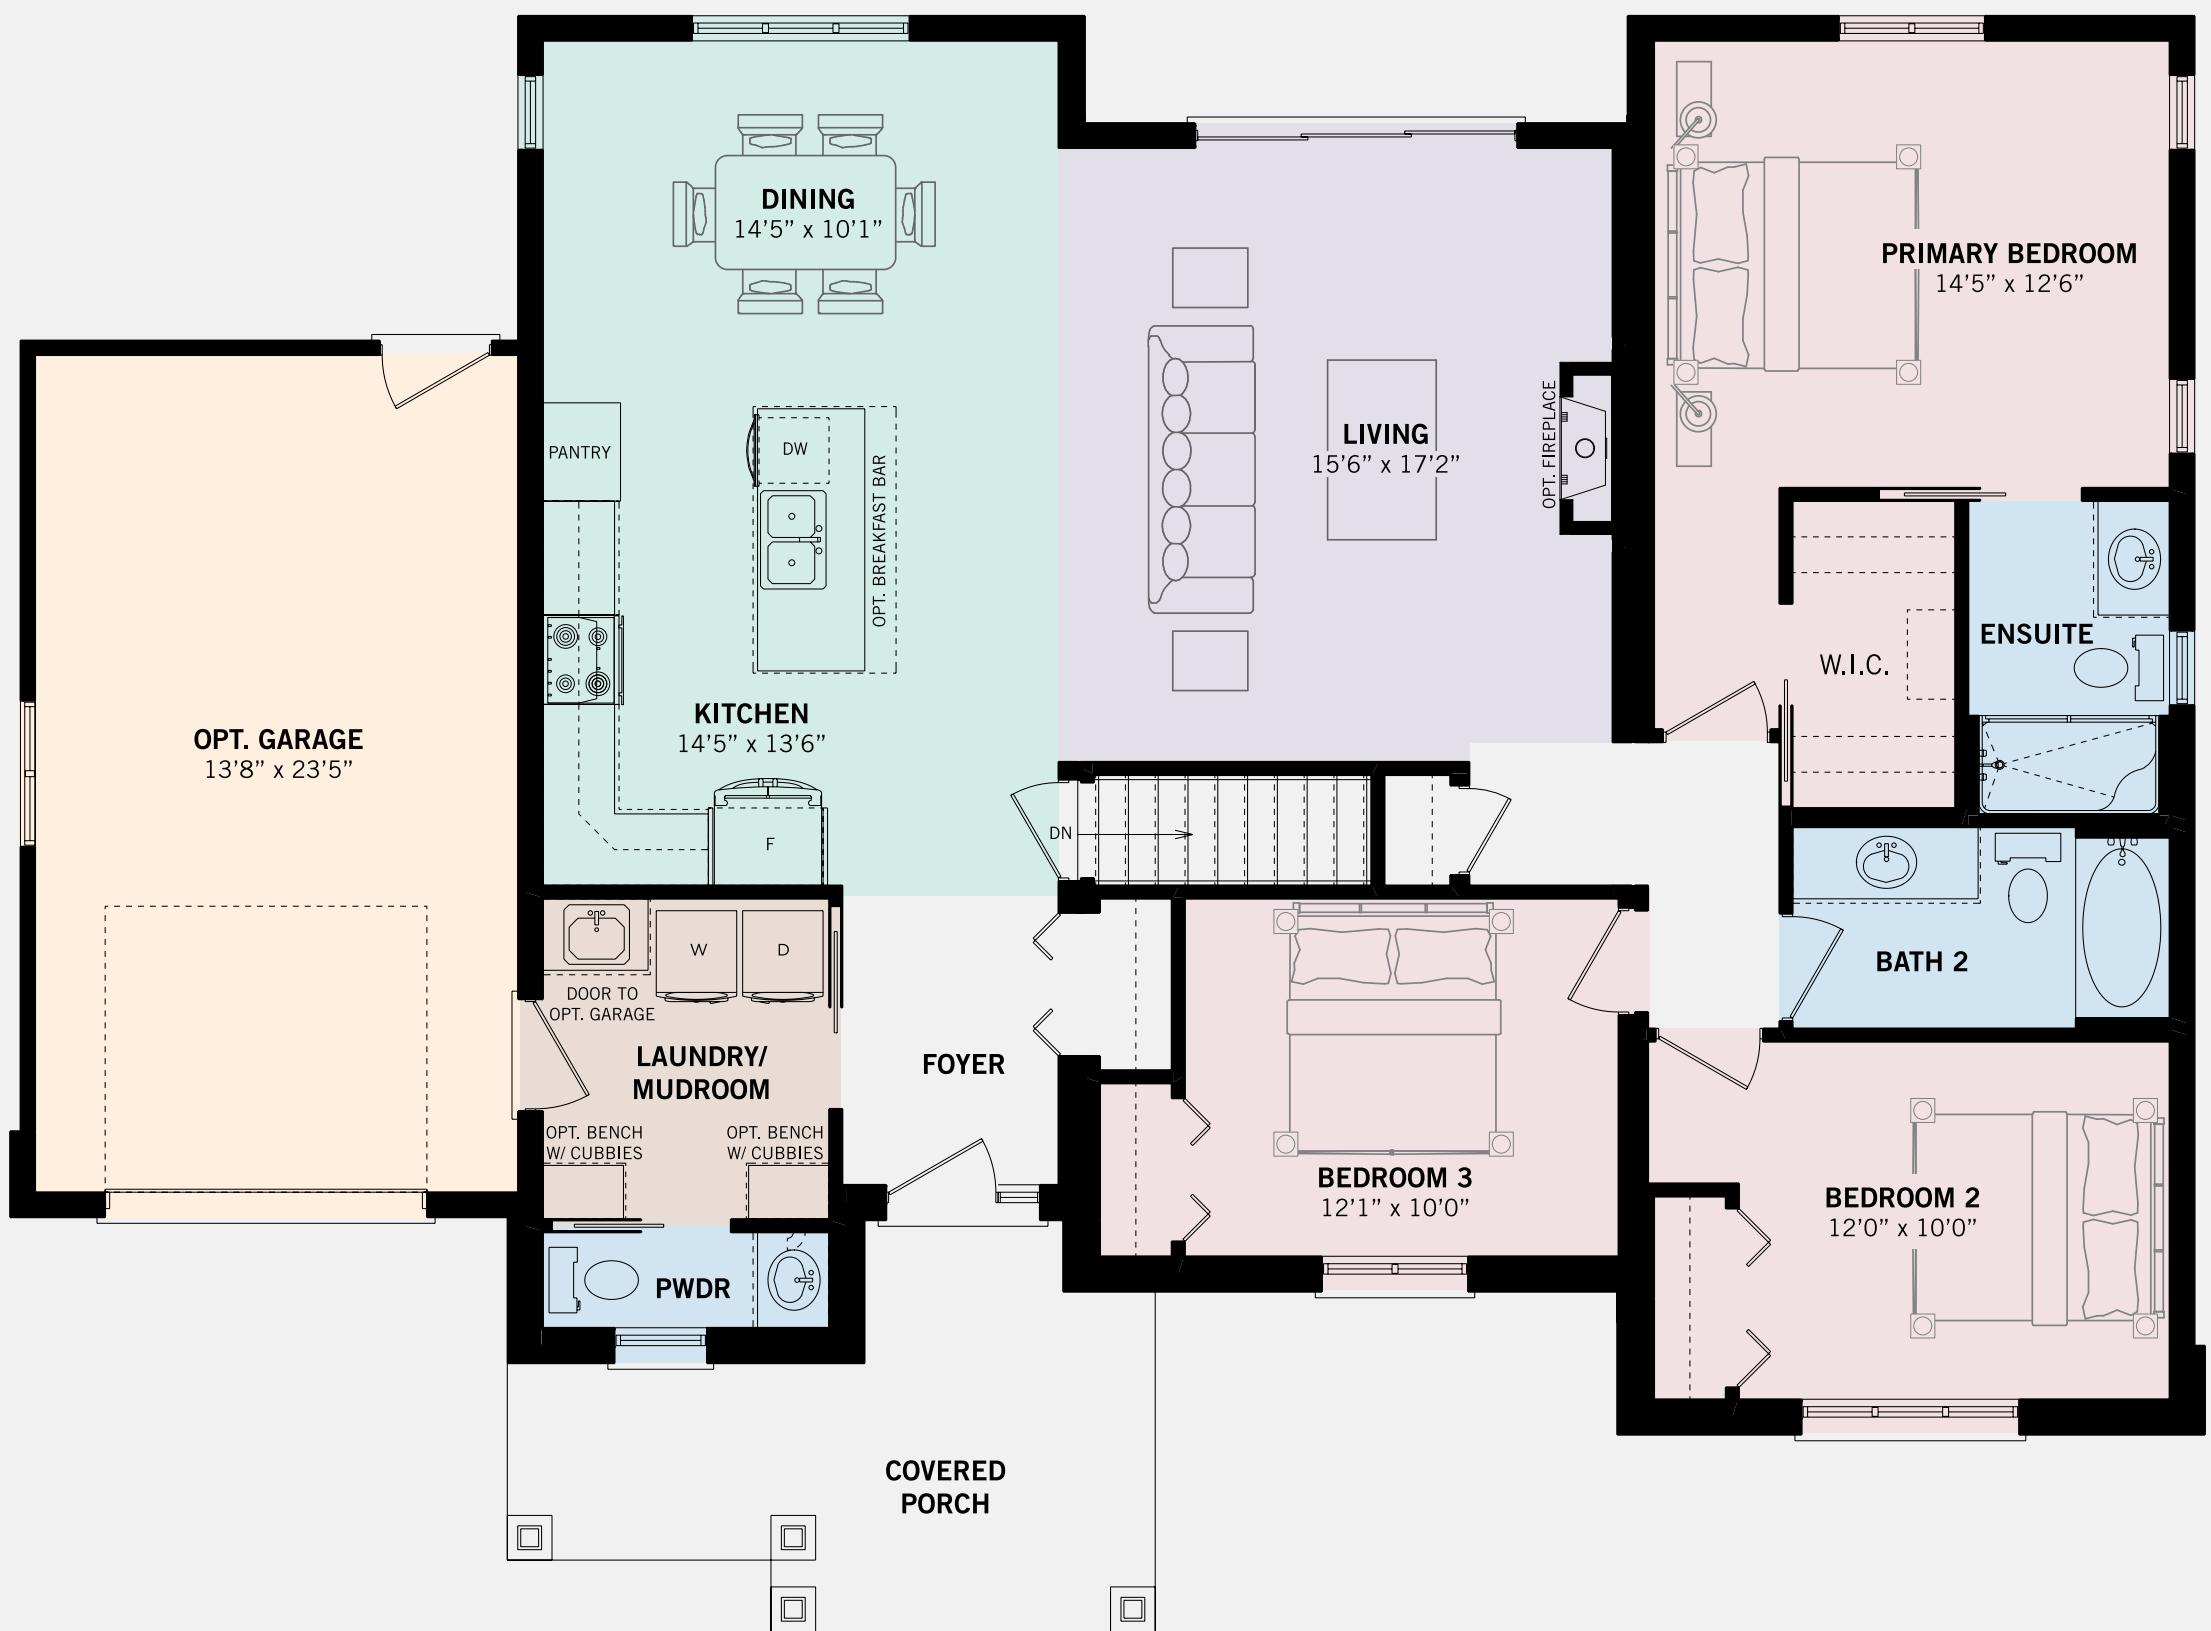 DINING
14’5” x 10’1”
PRIMARY BEDROOM
14’5” x 12’6”
PANTRY
DW
OPT. BREAKFAST BAR
LIVING
15’6” x 17’2”
OPT. FIREPLACE
ENSUITE
W.I.C.
OPT. GARAGE
13’8” x 23’5”
KITCHEN
14’5” x 13’6”
F
DN
W
D
DOOR TO
OPT. GARAGE
BATH 2
LAUNDRY/
MUDROOM
FOYER
OPT. BENCH
W/ CUBBIES
OPT. BENCH
W/ CUBBIES
BEDROOM 3
12’1” x 10’0”
BEDROOM 2
12’0” x 10’0”
PWDR
COVERED
PORCH